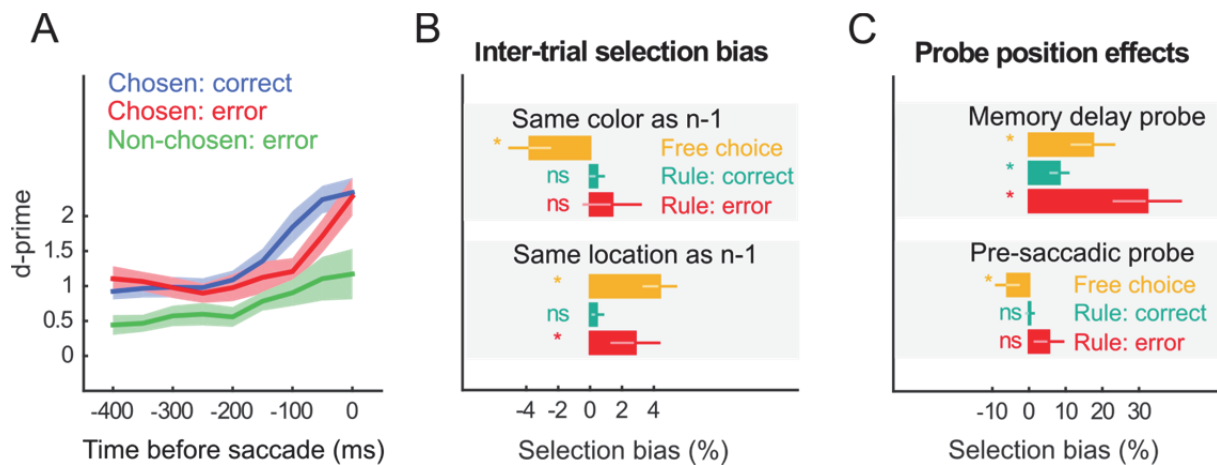 A
Chosen: correct
Chosen: error
Non-chosen: error
d-prime
2
1
0.5
1
0
-400
-300
-200
-100
0
Time before saccade (ms)
B
Inter-trial selection bias
Same color as n-1
* Free choice
ns Rule: correct
ns Rule: error
Same location as n-1
*
ns
*
-4 -2 0 2 4
Selection bias (%)
C
Probe position effects
Memory delay probe
*
*
*
Pre-saccadic probe
* Free choice
ns Rule: correct
ns Rule: error
-10 0 10 20 30
Selection bias (%)